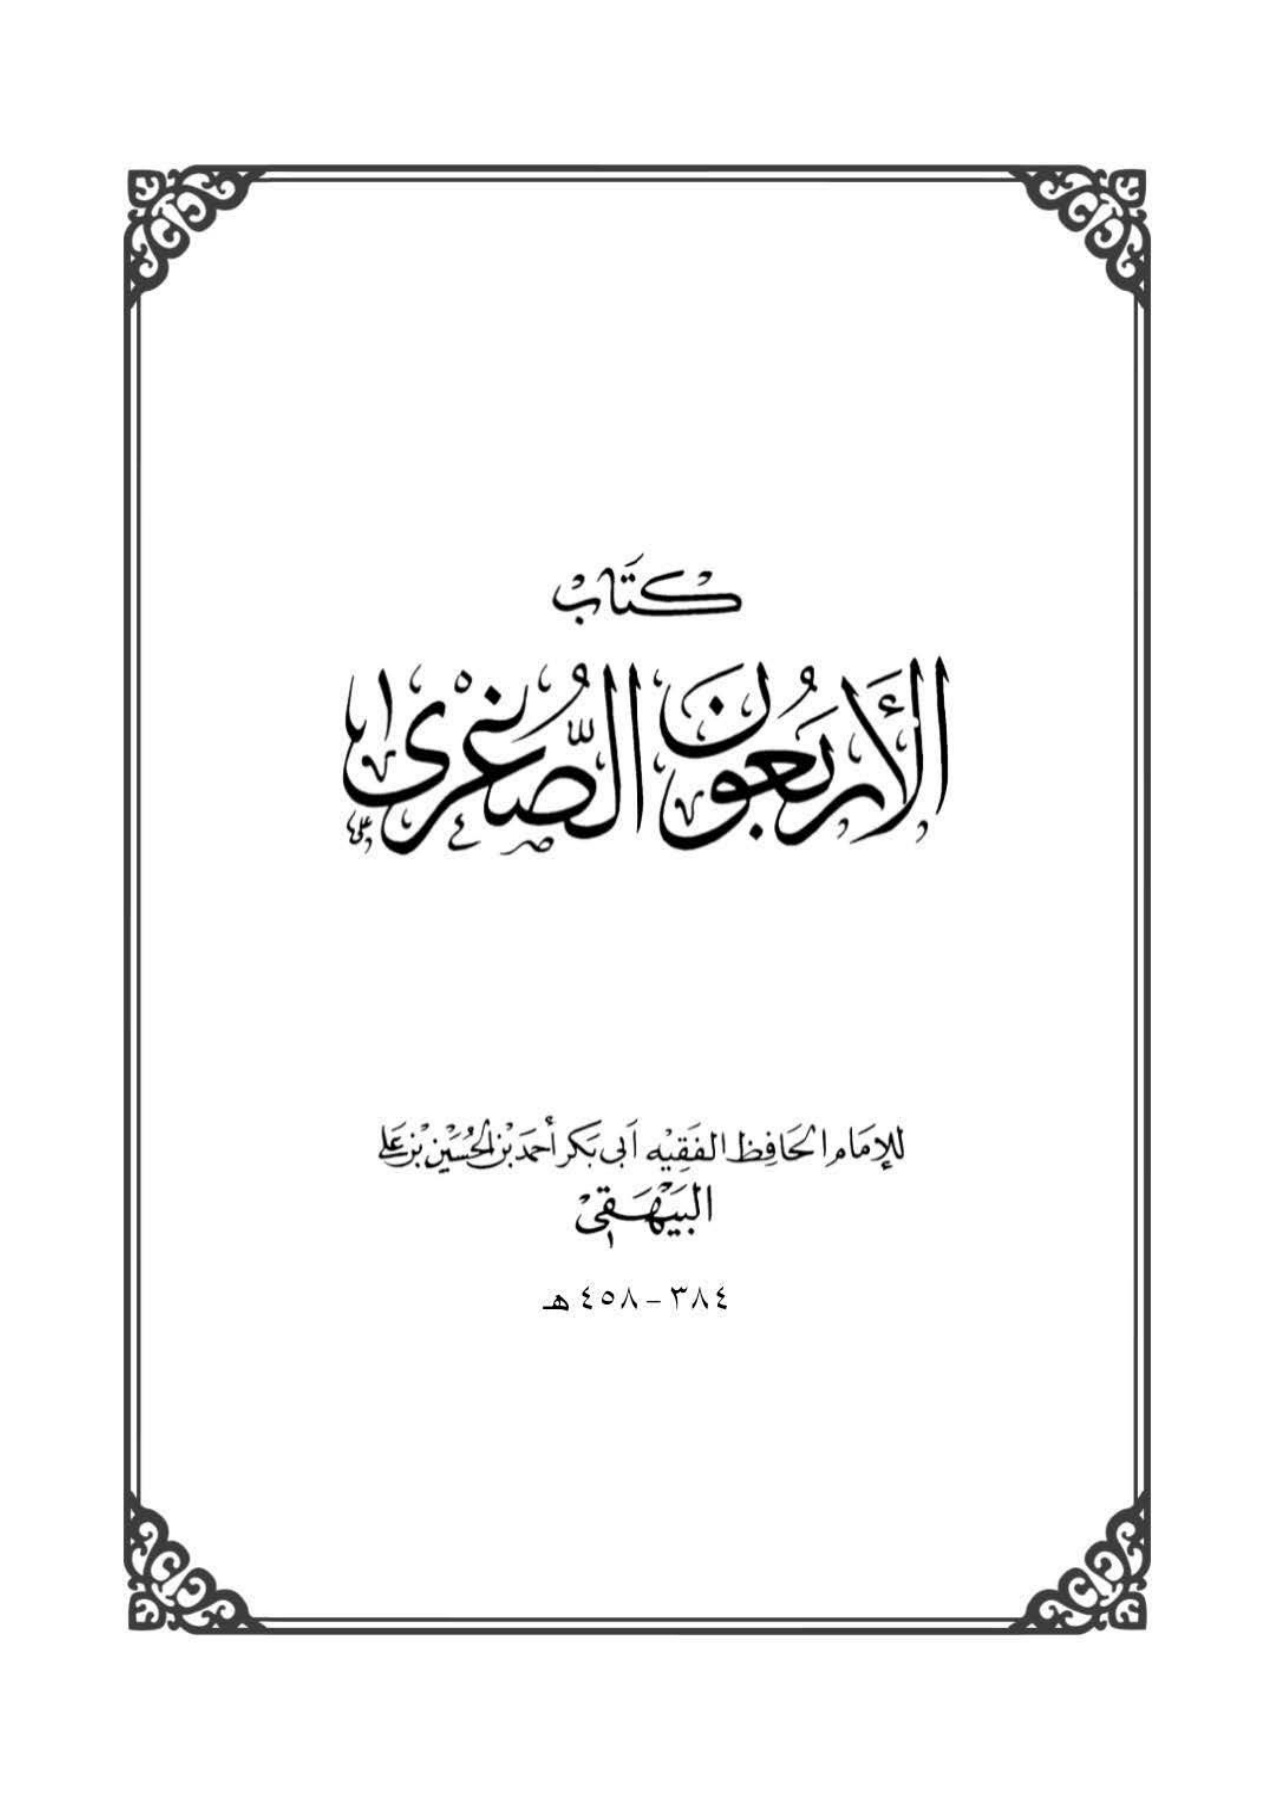 كتاب
الأربعون الصغرى
للإمام الحافظ الفقيه أبي بكر أحمد بن الحسين بن علي
البيهقي
٣٨٤ – ٤٥٨ هـ